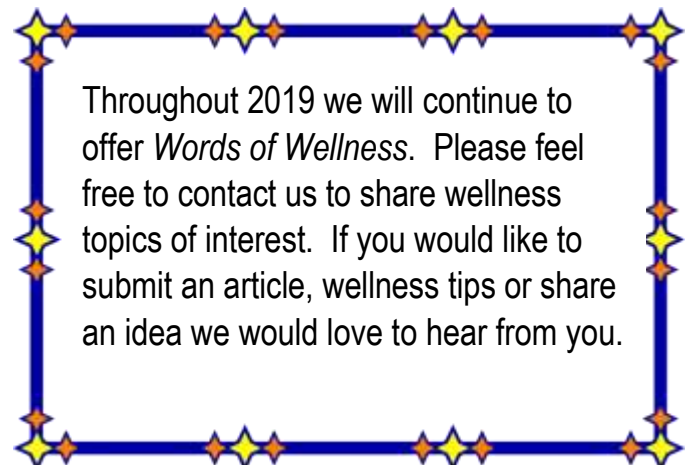 Throughout 2019 we will continue to
offer Words of Wellness.  Please feel
free to contact us to share wellness
topics of interest.  If you would like to
submit an article, wellness tips or share
an idea we would love to hear from you.